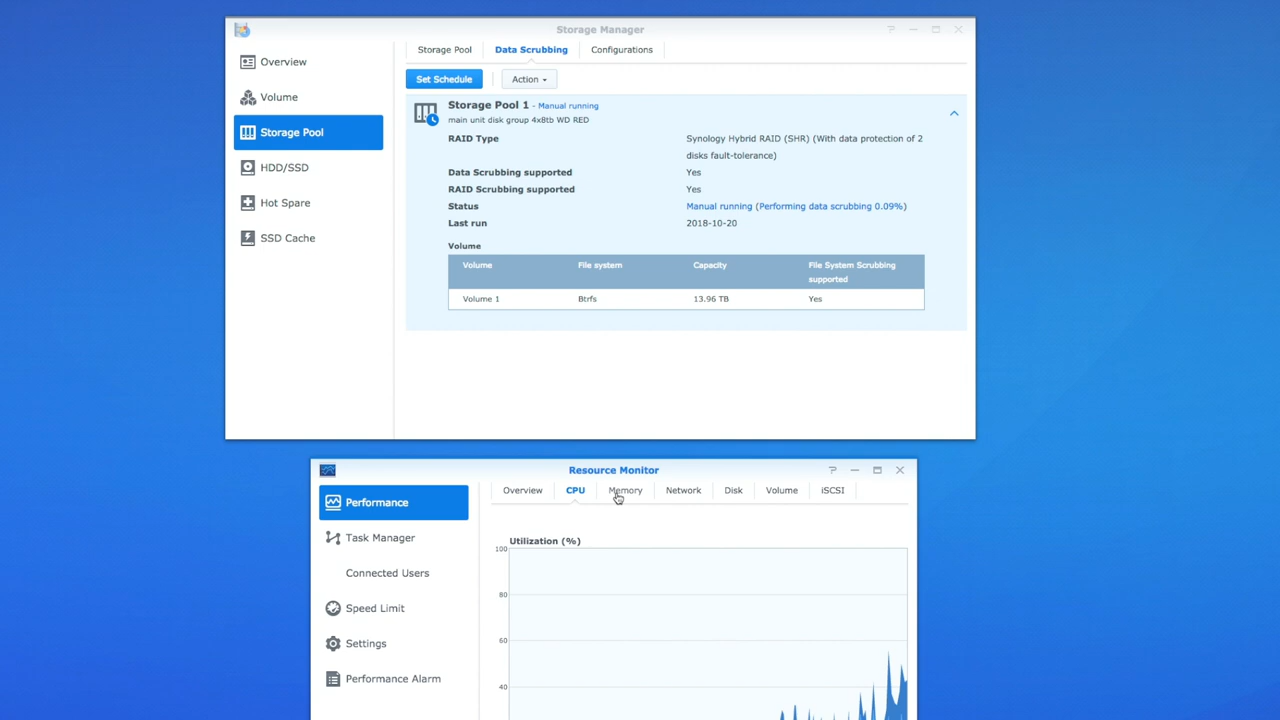 Storage Manager
Overview
Volume
Storage Pool
HDD/SSD
Hot Spare
SSD Cache
Storage Pool Data Scrubbing Configurations
Set Schedule Action
Storage Pool 1 - Manual running
main unit disk group 4x8tb WD RED
RAID Type Synology Hybrid RAID (SHR) (With data protection of 2
disks fault-tolerance)
Data Scrubbing supported Yes
RAID Scrubbing supported Yes
Status Manual running (Performing data scrubbing 0.09%)
Last run 2018-10-20
Volume
Volume File system Capacity File System Scrubbing
supported
Volume 1 Btrfs 13.96 TB Yes
Resource Monitor
Performance
Task Manager
Connected Users
Speed Limit
Settings
Performance Alarm
Overview CPU Memory Network Disk Volume iSCSI
Utilization (%)
100
80
60
40